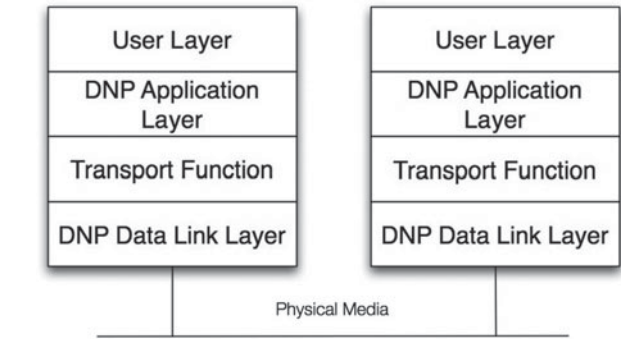 User Layer
DNP Application
Layer
Transport Function
DNP Data Link Layer
User Layer
DNP Application
Layer
Transport Function
DNP Data Link Layer
Physical Media